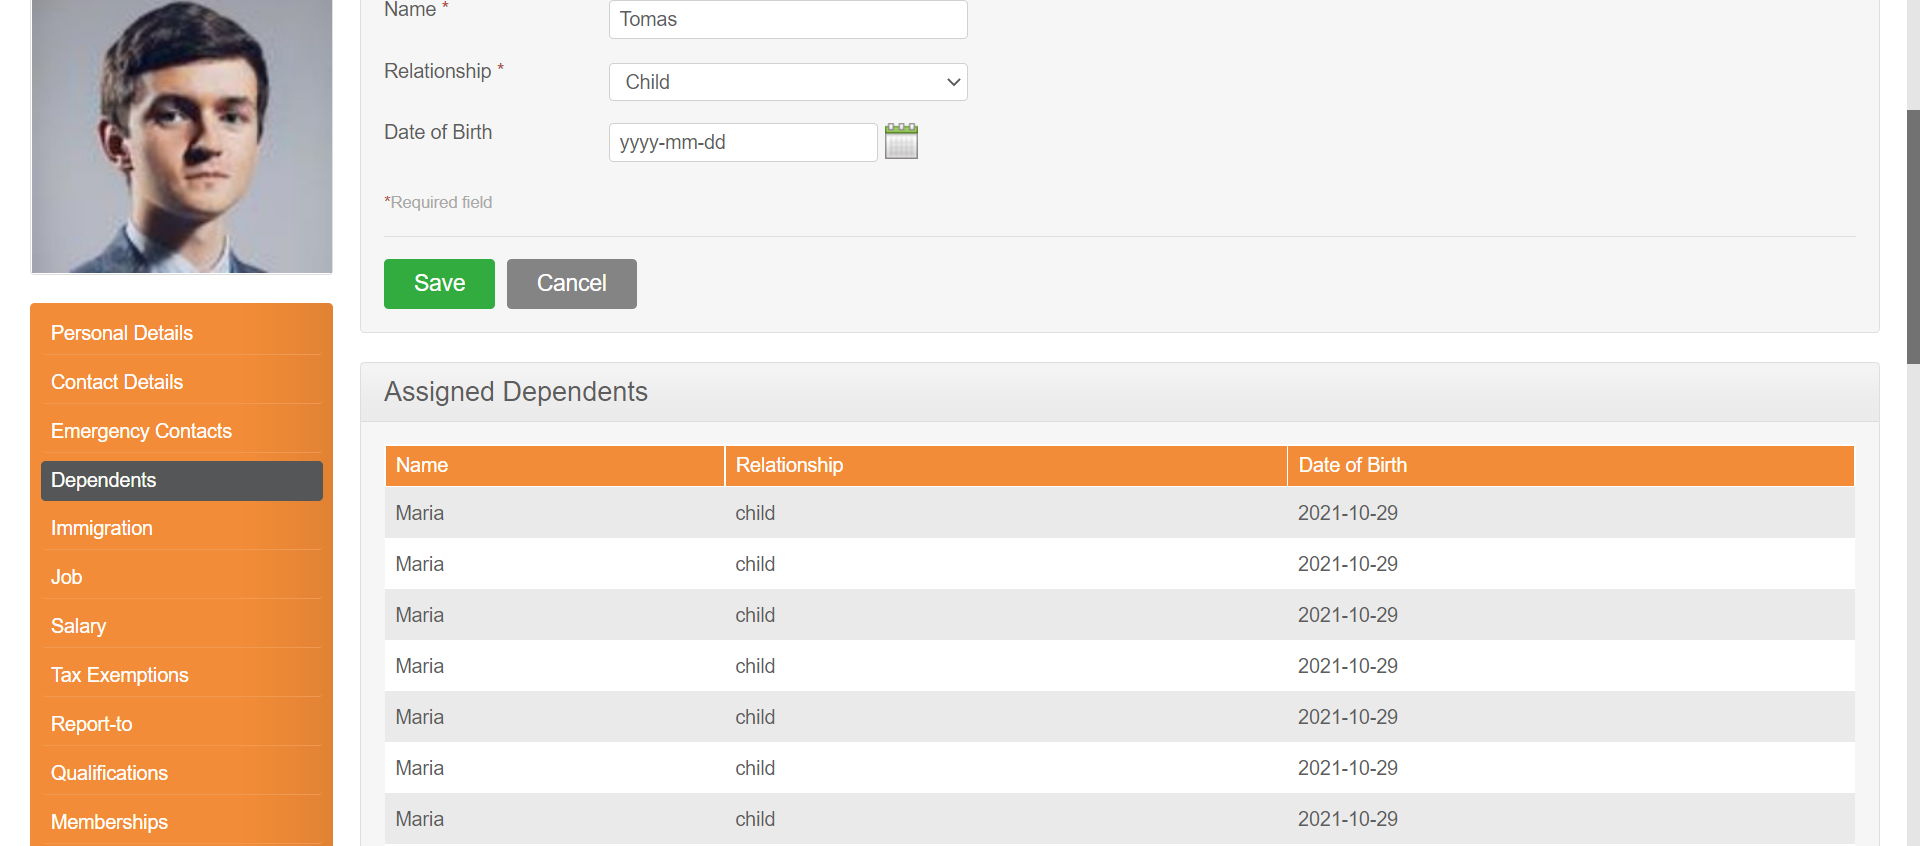 Name *
Tomas
Relationship *
Child
Date of Birth
yyyy-mm-dd
*Required field
Save Cancel
Personal Details
Contact Details
Emergency Contacts
Dependents
Immigration
Job
Salary
Tax Exemptions
Report-to
Qualifications
Memberships
Assigned Dependents
Name Relationship Date of Birth
Maria child 2021-10-29
Maria child 2021-10-29
Maria child 2021-10-29
Maria child 2021-10-29
Maria child 2021-10-29
Maria child 2021-10-29
Maria child 2021-10-29